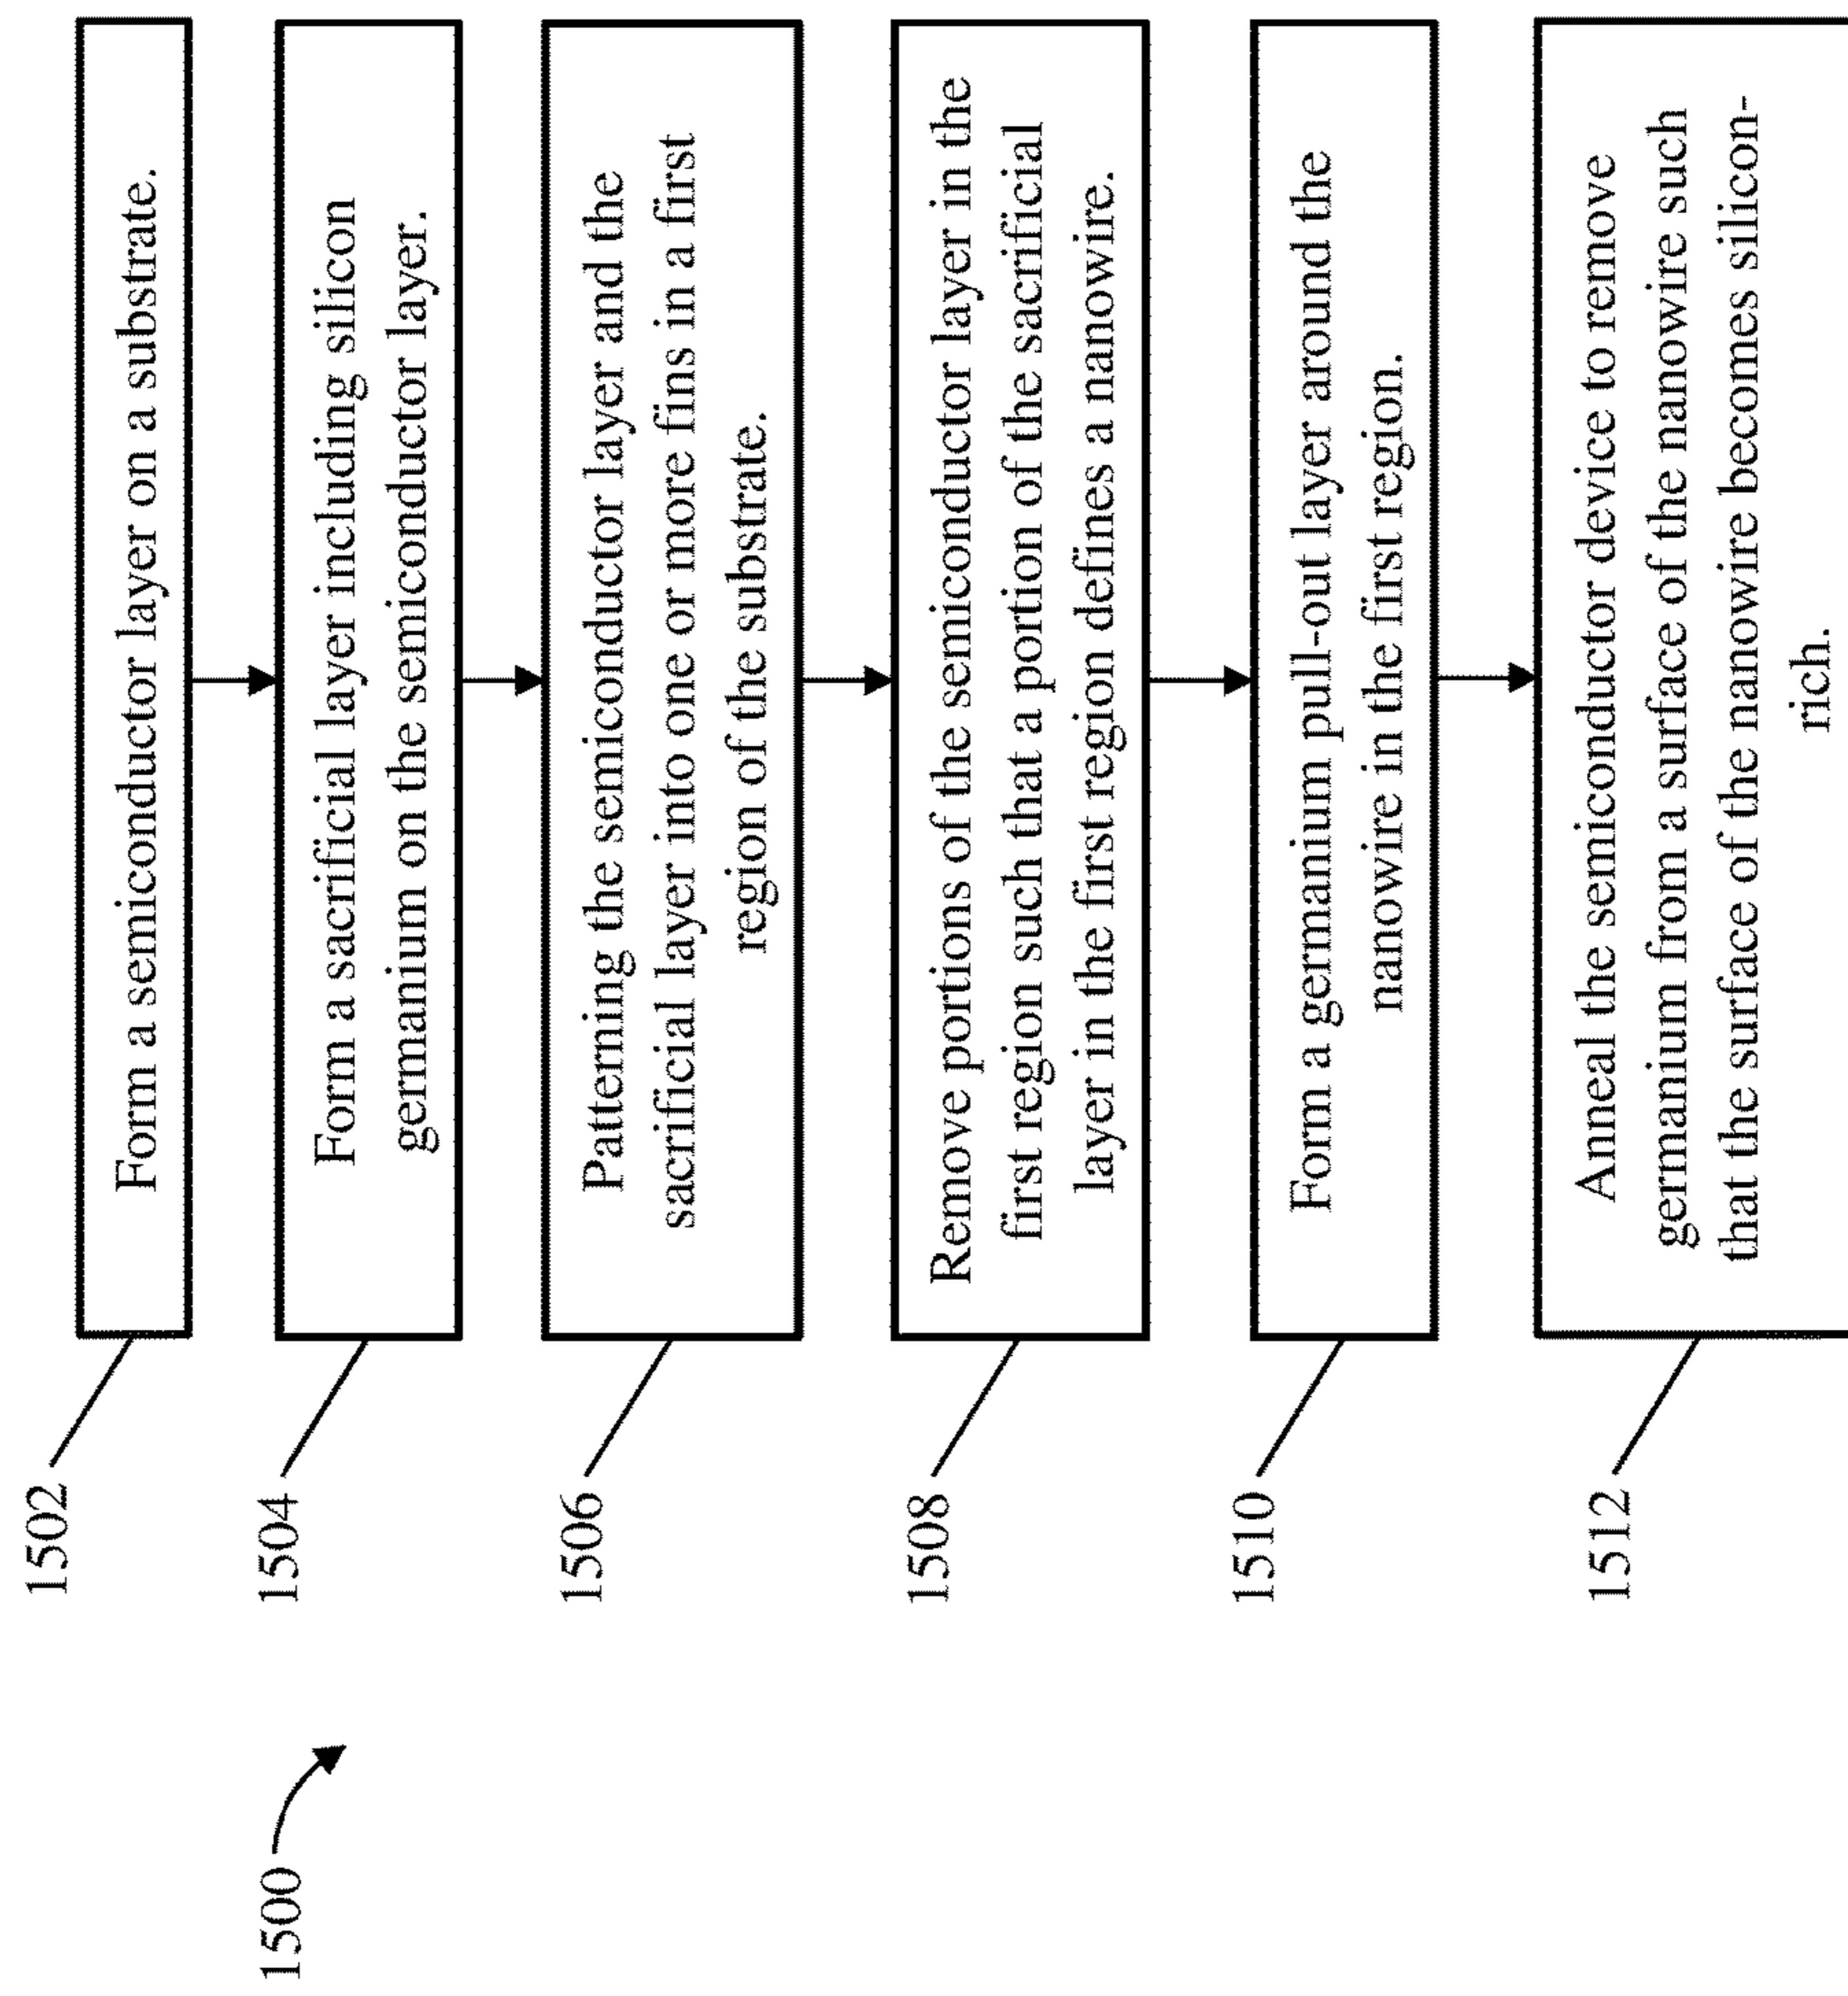 1500
1502
Form a semiconductor layer on a substrate.
1504
Form a sacrificial layer including silicon
germanium on the semiconductor layer.
1506
Patterning the semiconductor layer and the
sacrificial layer into one or more fins in a first
region of the substrate.
1508
Remove portions of the semiconductor layer in the
first region such that a portion of the sacrificial
layer in the first region defines a nanowire.
1510
Form a germanium pull-out layer around the
nanowire in the first region.
1512
Anneal the semiconductor device to remove
germanium from a surface of the nanowire such
that the surface of the nanowire becomes silicon-
rich.